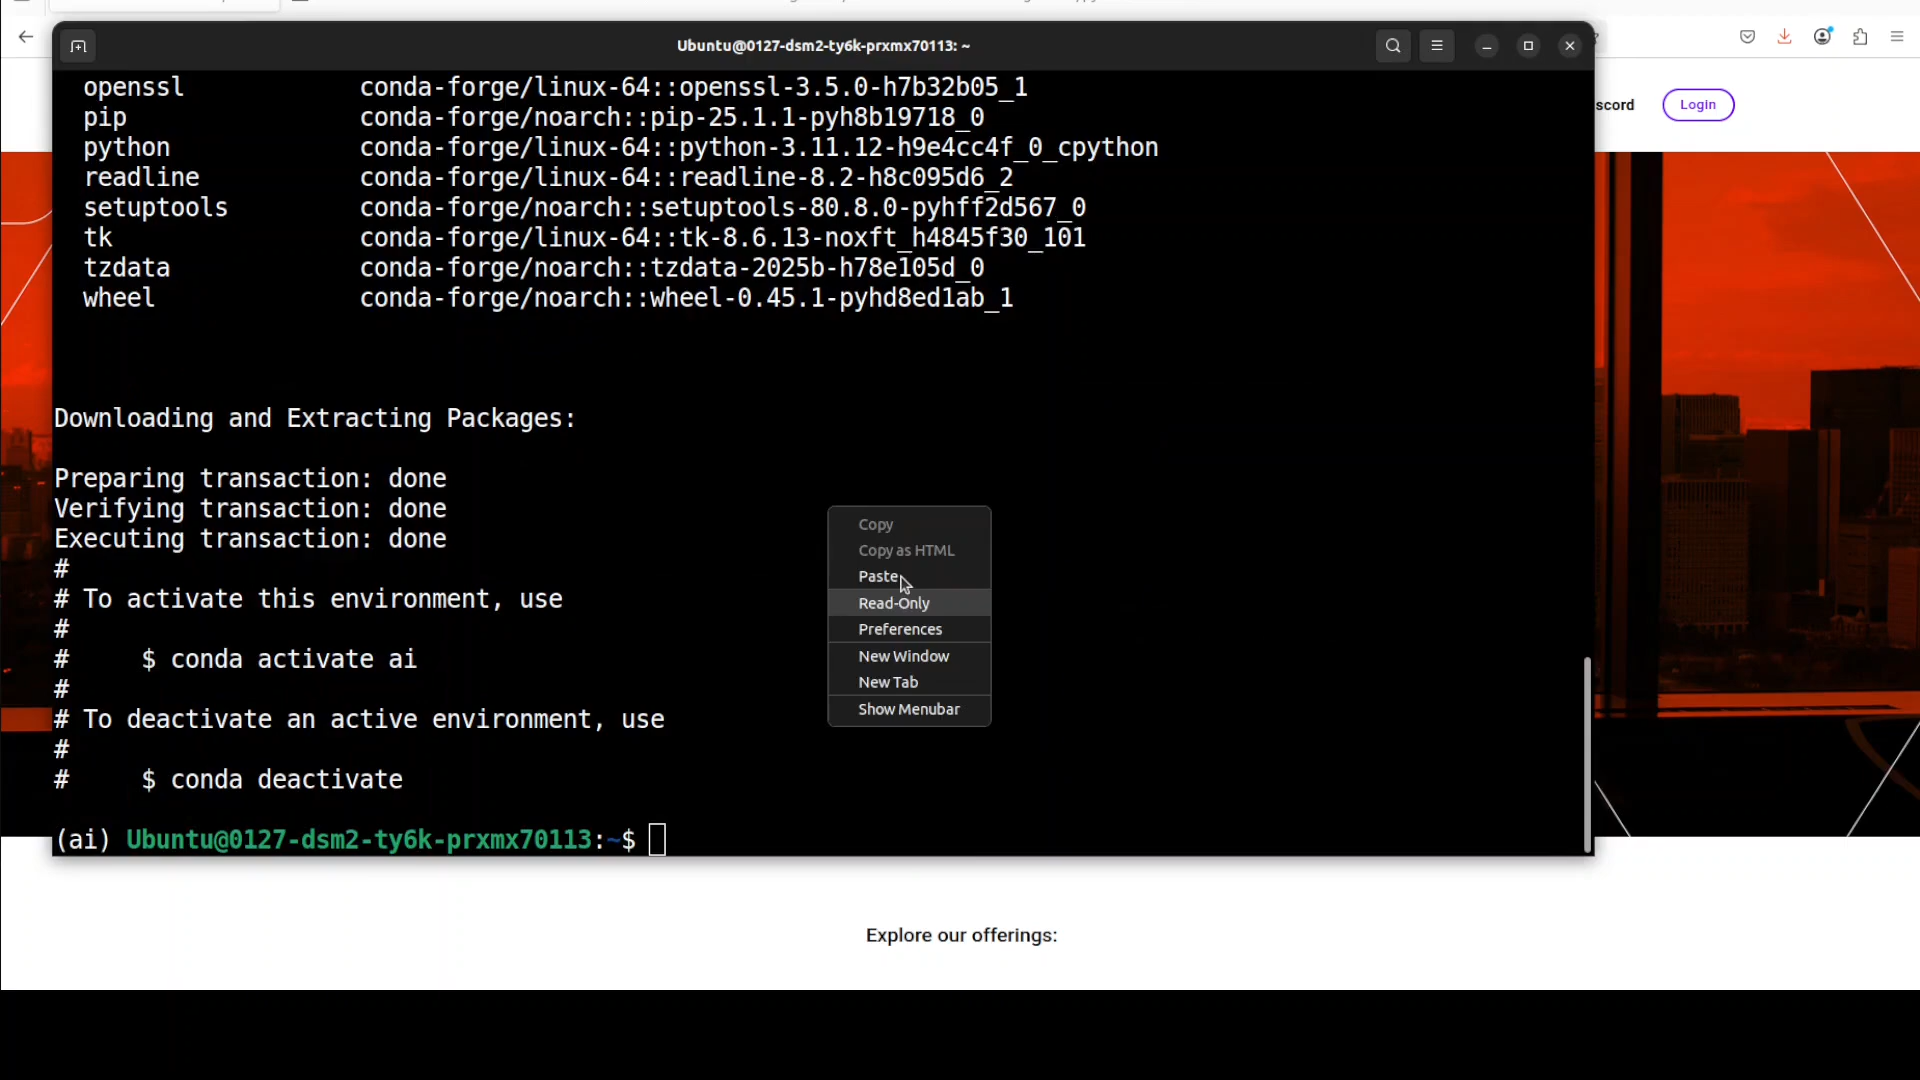 Ubuntu@0127-dsm2-ty6k-prxmx70113: ~
openssl conda-forge/linux-64::openssl-3.5.0-h7b32b05_1
pip conda-forge/noarch::pip-25.1.1-pyh8b19718_0
python conda-forge/linux-64::python-3.11.12-h9e4cc4f_0_cpython
readline conda-forge/linux-64::readline-8.2-h8c095d6_2
setuptools conda-forge/noarch::setuptools-80.8.0-pyhff2d567_0
tk conda-forge/linux-64::tk-8.6.13-noxft_h4845f30_101
tzdata conda-forge/noarch::tzdata-2025b-h78e105d_0
wheel conda-forge/noarch::wheel-0.45.1-pyhd8ed1ab_1
Downloading and Extracting Packages:
Preparing transaction: done
Verifying transaction: done
Executing transaction: done
#
# To activate this environment, use
#
# $ conda activate ai
#
# To deactivate an active environment, use
#
# $ conda deactivate
(ai) Ubuntu@0127-dsm2-ty6k-prxmx70113:~$
Copy
Copy as HTML
Paste
Read-Only
Preferences
New Window
New Tab
Show Menubar
scord
Login
Explore our offerings: